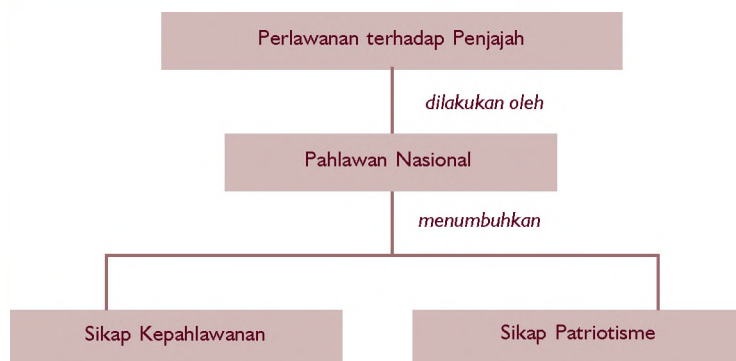 Perlawanan terhadap Penjajah
dilakukan oleh
Pahlawan Nasional
menumbuhkan
Sikap Kepahlawanan
Sikap Patriotisme